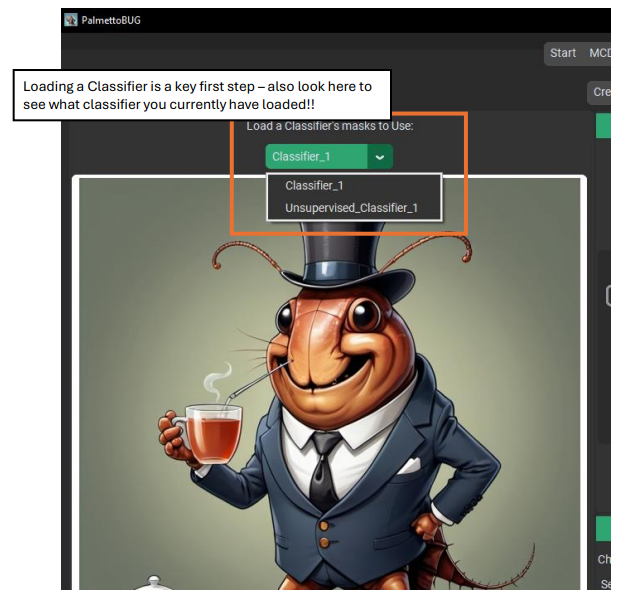 PalmettoBUG
Start MCD
Loading a Classifier is a key first step – also look here to
see what classifier you currently have loaded!!
Cre
Load a Classifier's masks to Use:
Classifier_1
Classifier_1
Unsupervised_Classifier_1
Ch
Se